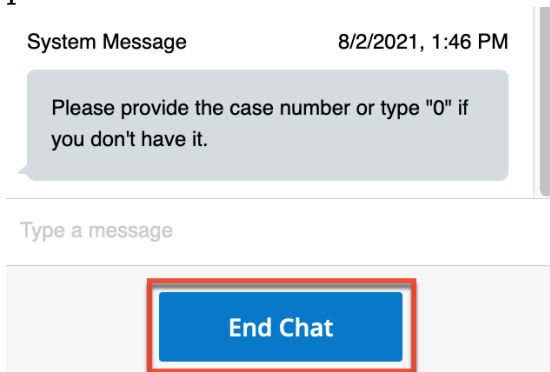 System Message 8/2/2021, 1:46 PM
Please provide the case number or type "0" if
you don't have it.
Type a message
End Chat